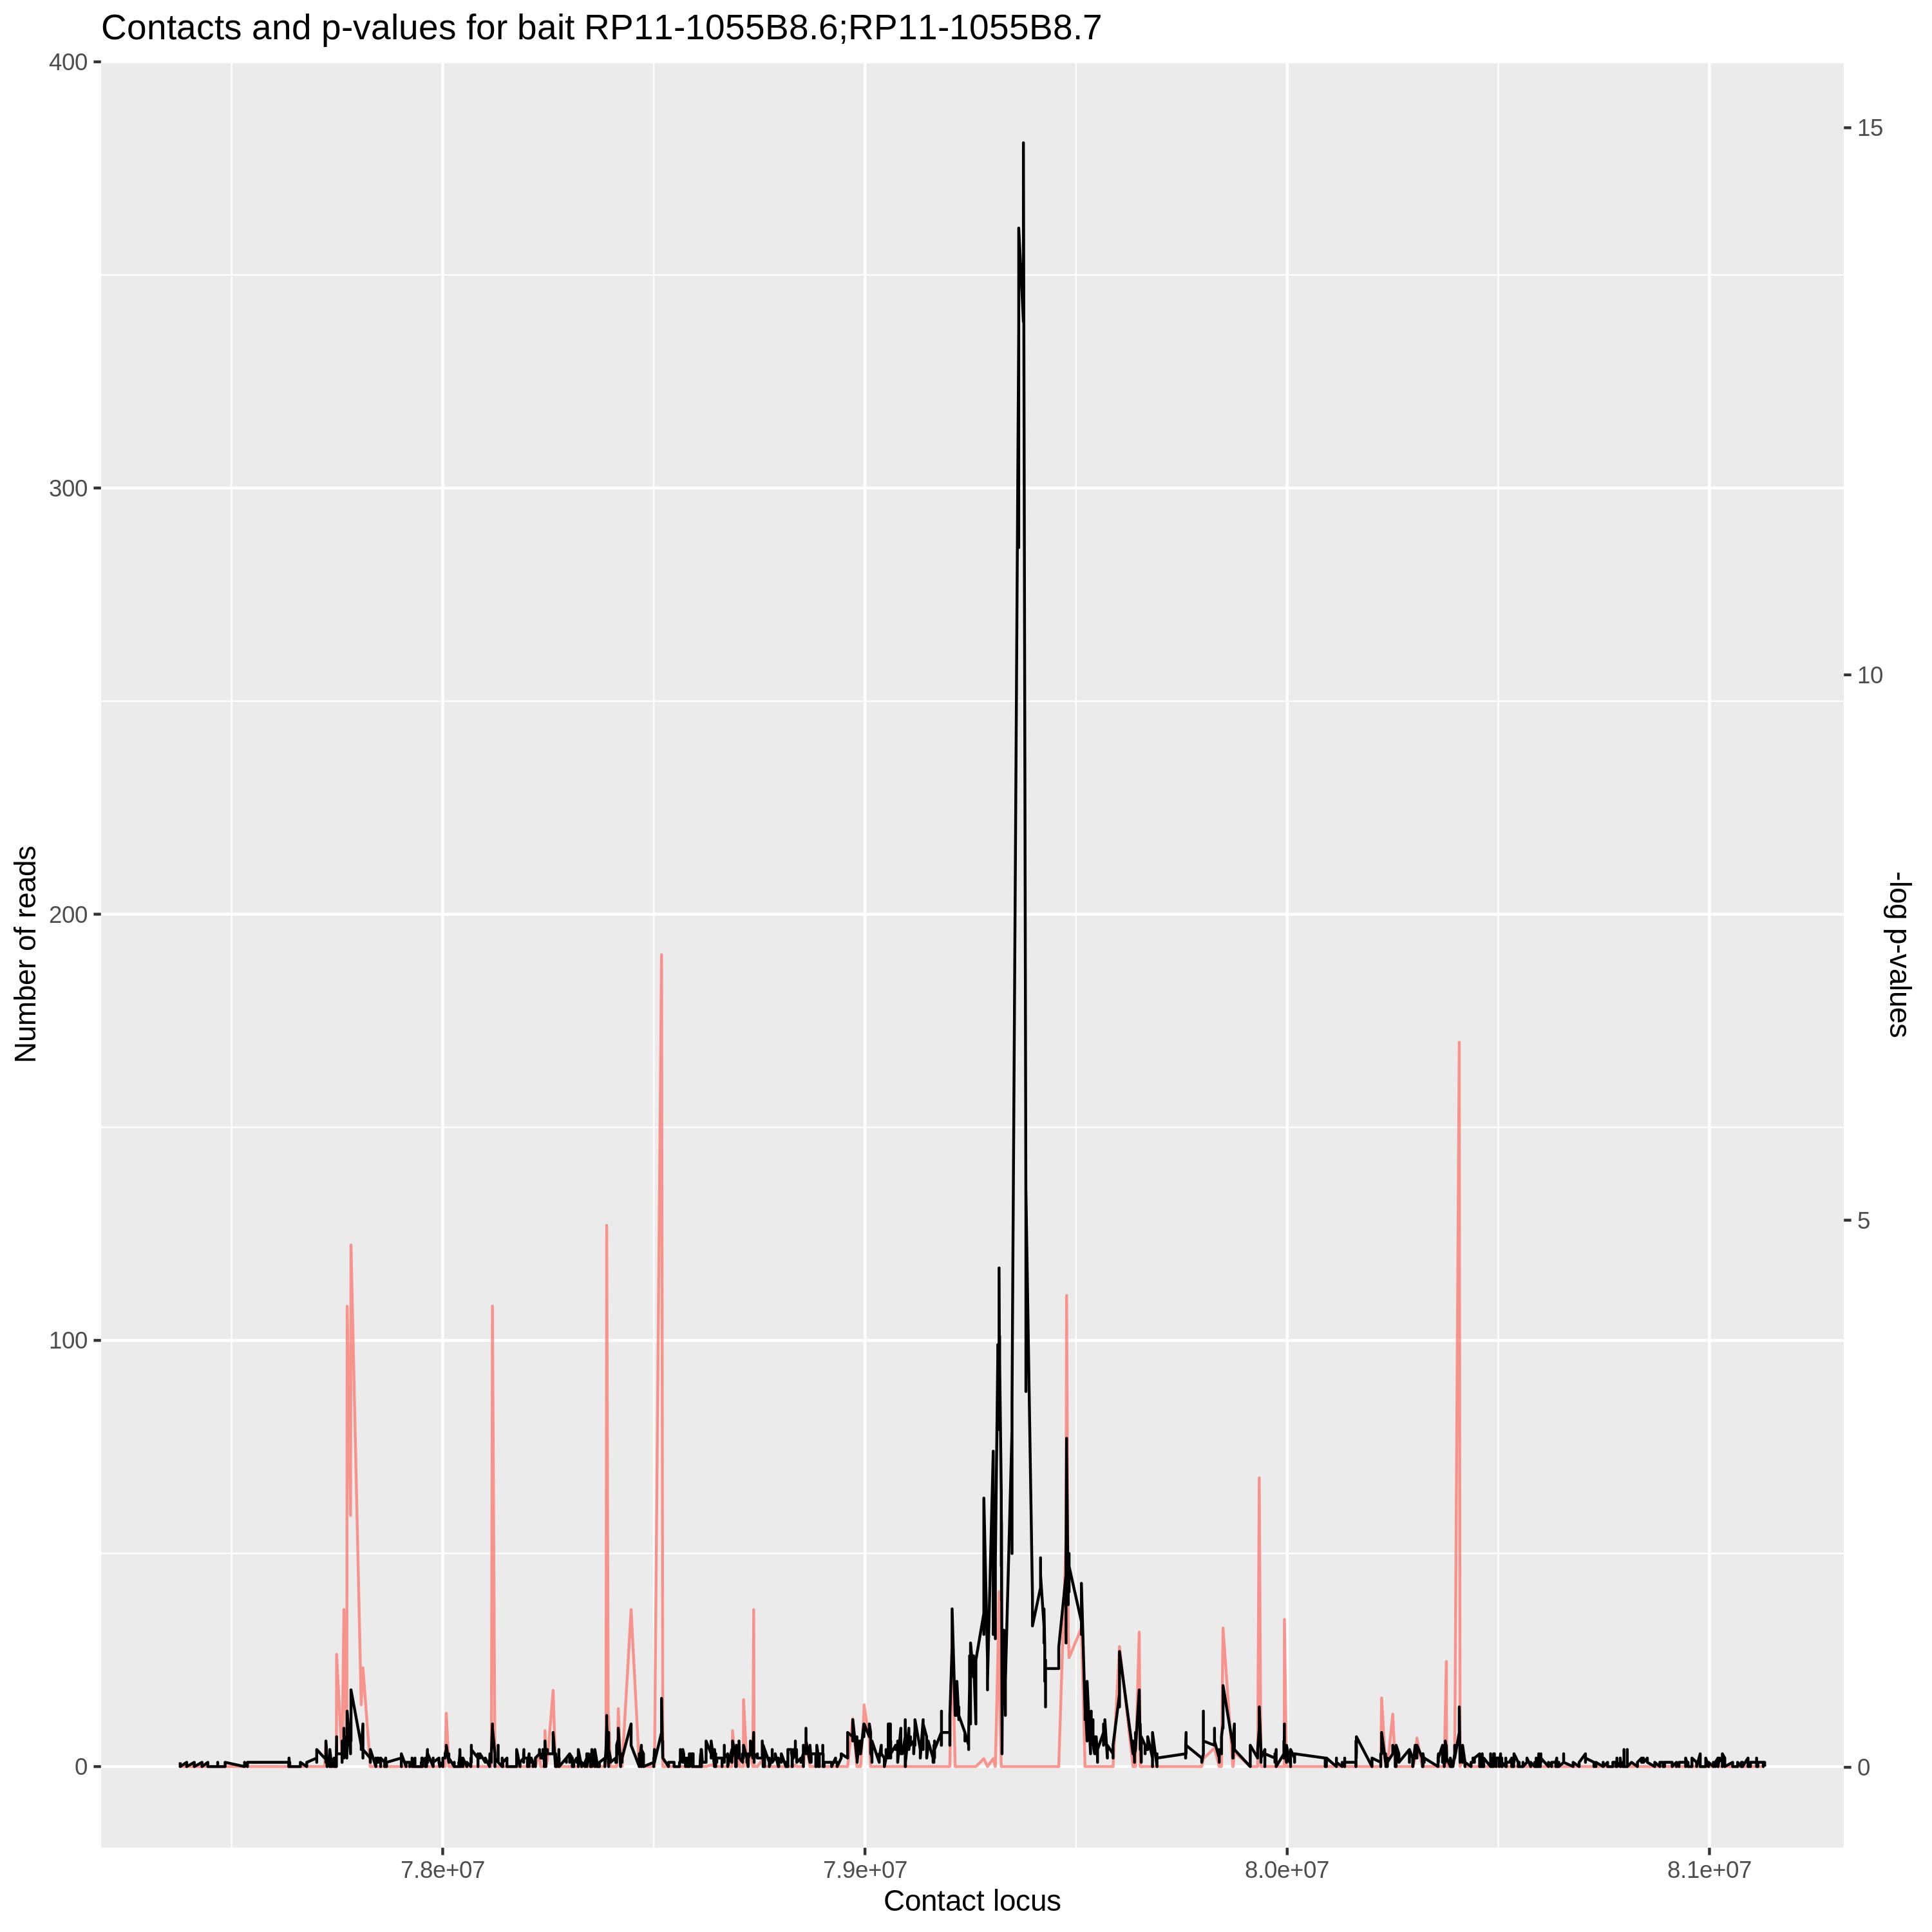 Contacts and p-values for bait RP11-1055B8.6;RP11-1055B8.7
400
300
200
100
0
Number of reads
15
10
5
0
-log p-values
7.8e+07
7.9e+07
8.0e+07
8.1e+07
Contact locus